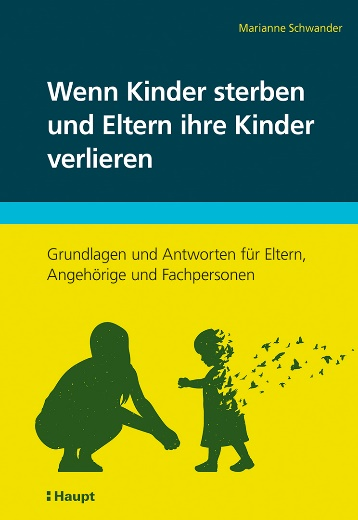 Marianne Schwander
Wenn Kinder sterben
und Eltern ihre Kinder
verlieren
Grundlagen und Antworten für Eltern,
Angehörige und Fachpersonen
Haupt